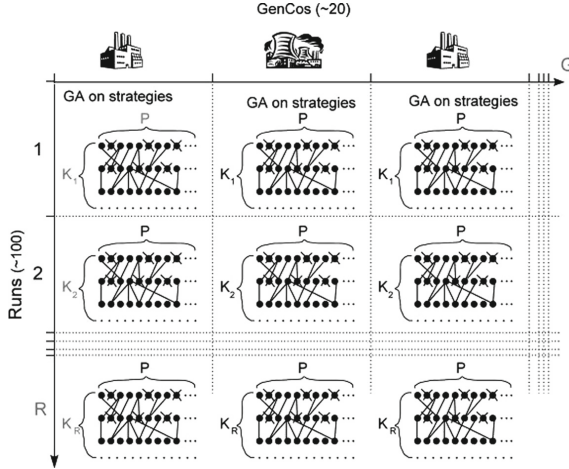 GenCos (~20)
G
GA on strategies GA on strategies GA on strategies
P P P
1
K1 K1 K1
P P P
Runs (~100)
2
K2 K2 K2
P P P
R
KR KR KR